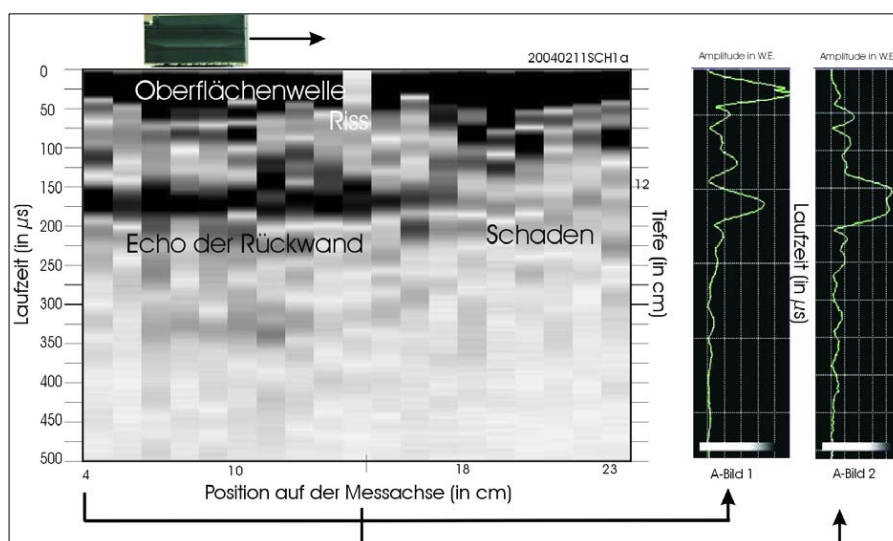 20040211SCH1a
Amplitude in W.E.
Amplitude in W.E.
0
50
100
150
200
250
300
350
400
450
500
Laufzeit (in µs)
Oberflächenwelle
Riss
Echo der Rückwand
Schaden
12
Tiefe (in cm)
Laufzeit (in µs)
4
10
18
23
Position auf der Messachse (in cm)
A-Bild 1
A-Bild 2